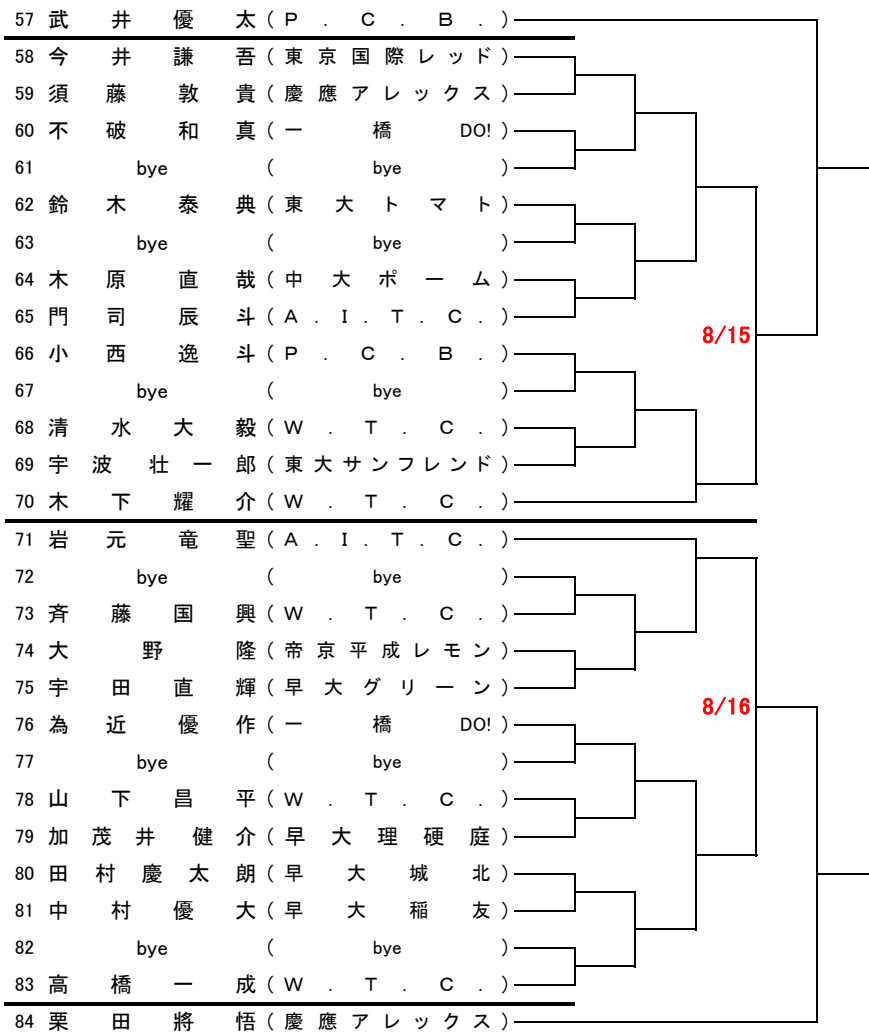 57 武井優太(P.C.B.)
58 今井謙吾(東京国際レッド)
59 須藤敦貴(慶應アレックス)
60 不破和真(一橋DO!)
61 bye(bye)
62 鈴木泰典(東大トマト)
63 bye(bye)
64 木原直哉(中大ポーム)
65 門司辰斗(A.I.T.C.)
8/15
66 小西逸斗(P.C.B.)
67 bye(bye)
68 清水大毅(W.T.C.)
69 宇波壮一郎(東大サンフレンド)
70 木下耀介(W.T.C.)
71 岩元竜聖(A.I.T.C.)
72 bye(bye)
73 斉藤国興(W.T.C.)
74 大野隆(帝京平成レモン)
75 宇田直輝(早大グリーン)
8/16
76 為近優作(一橋DO!)
77 bye(bye)
78 山下昌平(W.T.C.)
79 加茂井健介(早大理硬庭)
80 田村慶太朗(早大城北)
81 中村優大(早大稲友)
82 bye(bye)
83 高橋一成(W.T.C.)
84 栗田將悟(慶應アレックス)